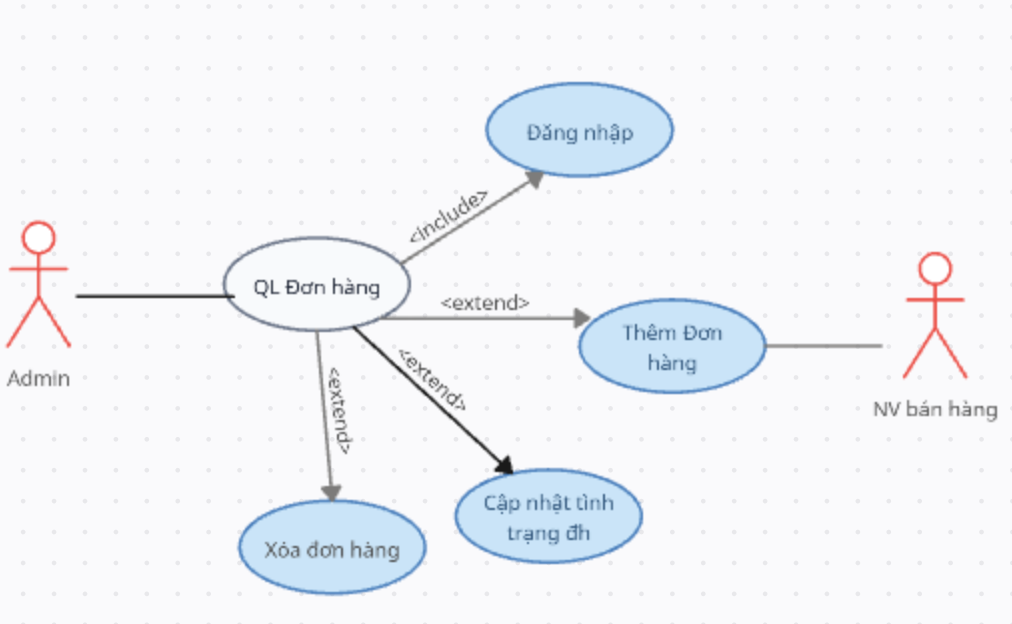 Đăng nhập
<include>
QL Đơn hàng
<extend>
Thêm Đơn
hàng
Admin
NV bán hàng
<extend>
<extend>
Cập nhật tình
trạng đh
Xóa đơn hàng